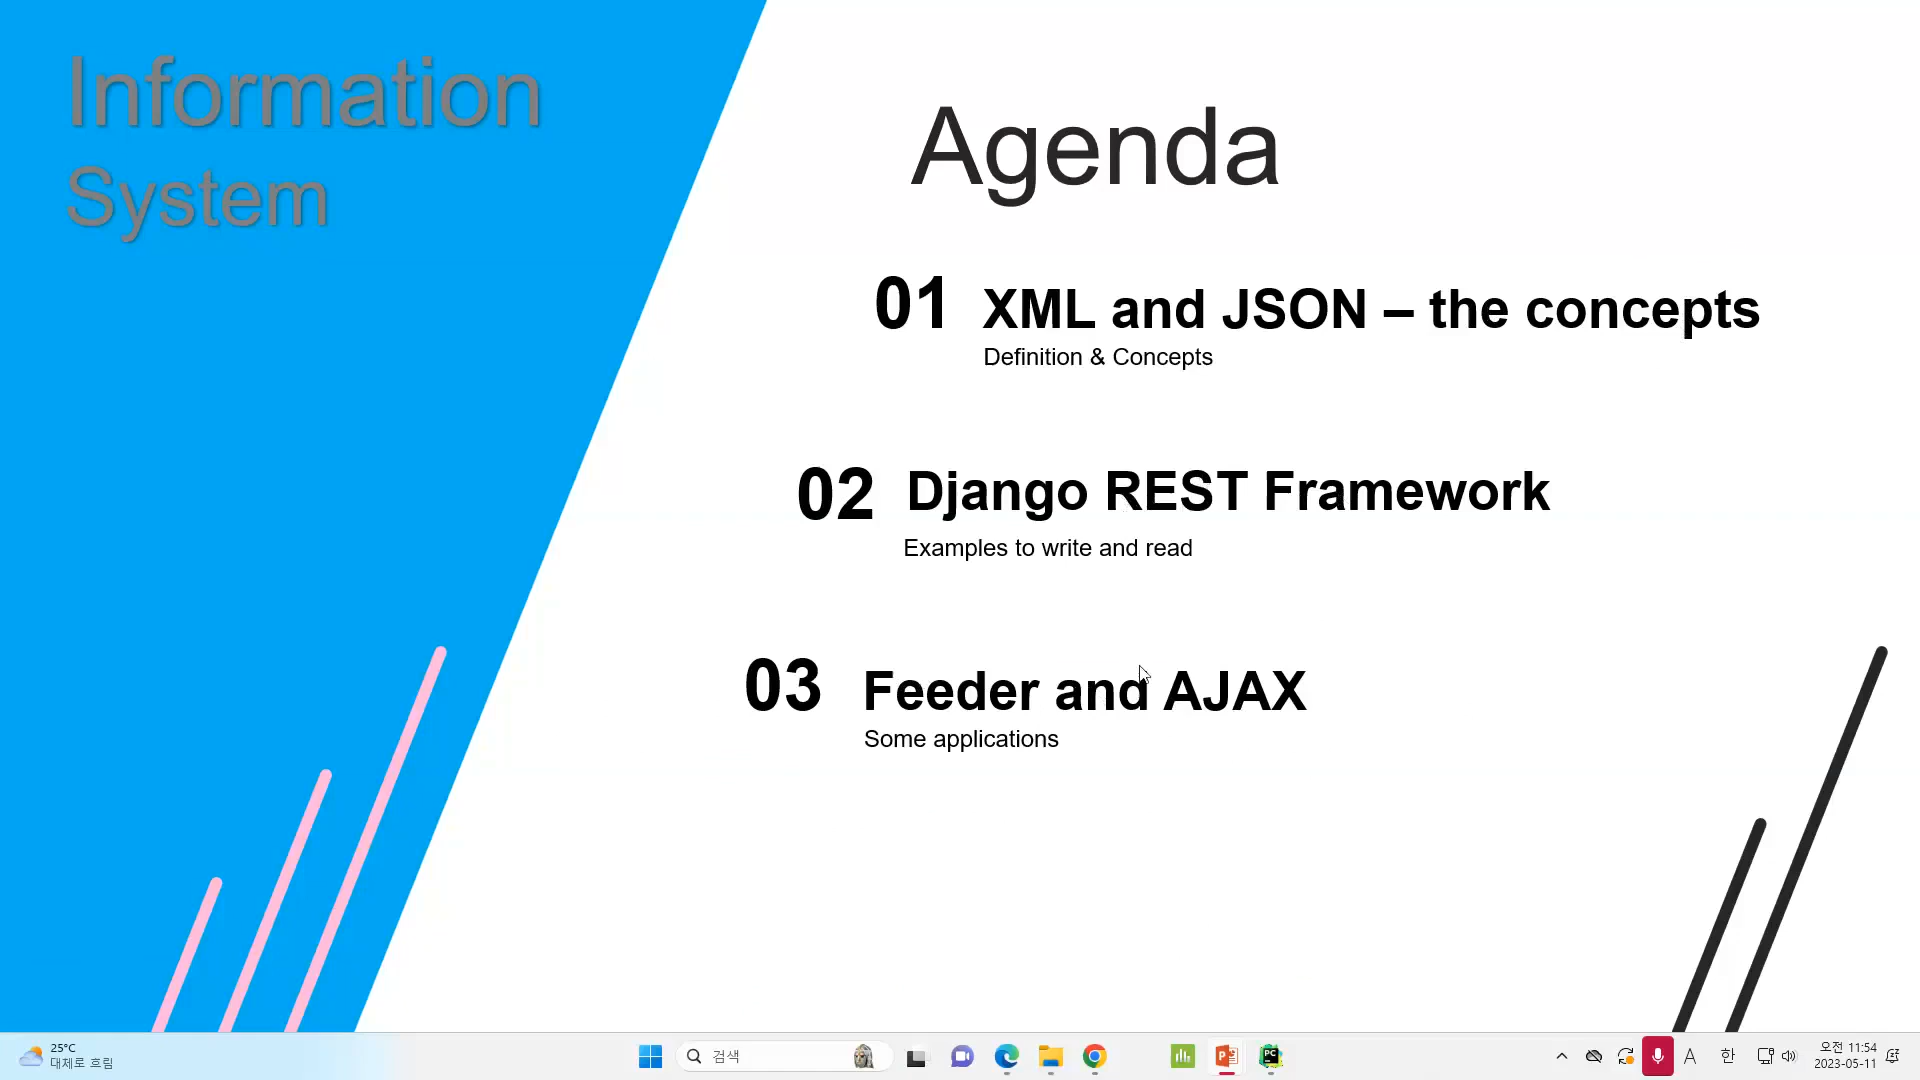 Information
System
Agenda
01 XML and JSON – the concepts
Definition & Concepts
02 Django REST Framework
Examples to write and read
03 Feeder and AJAX
Some applications
25°C
대체로 흐림
검색
A
한
오전 11:54
2023-05-11